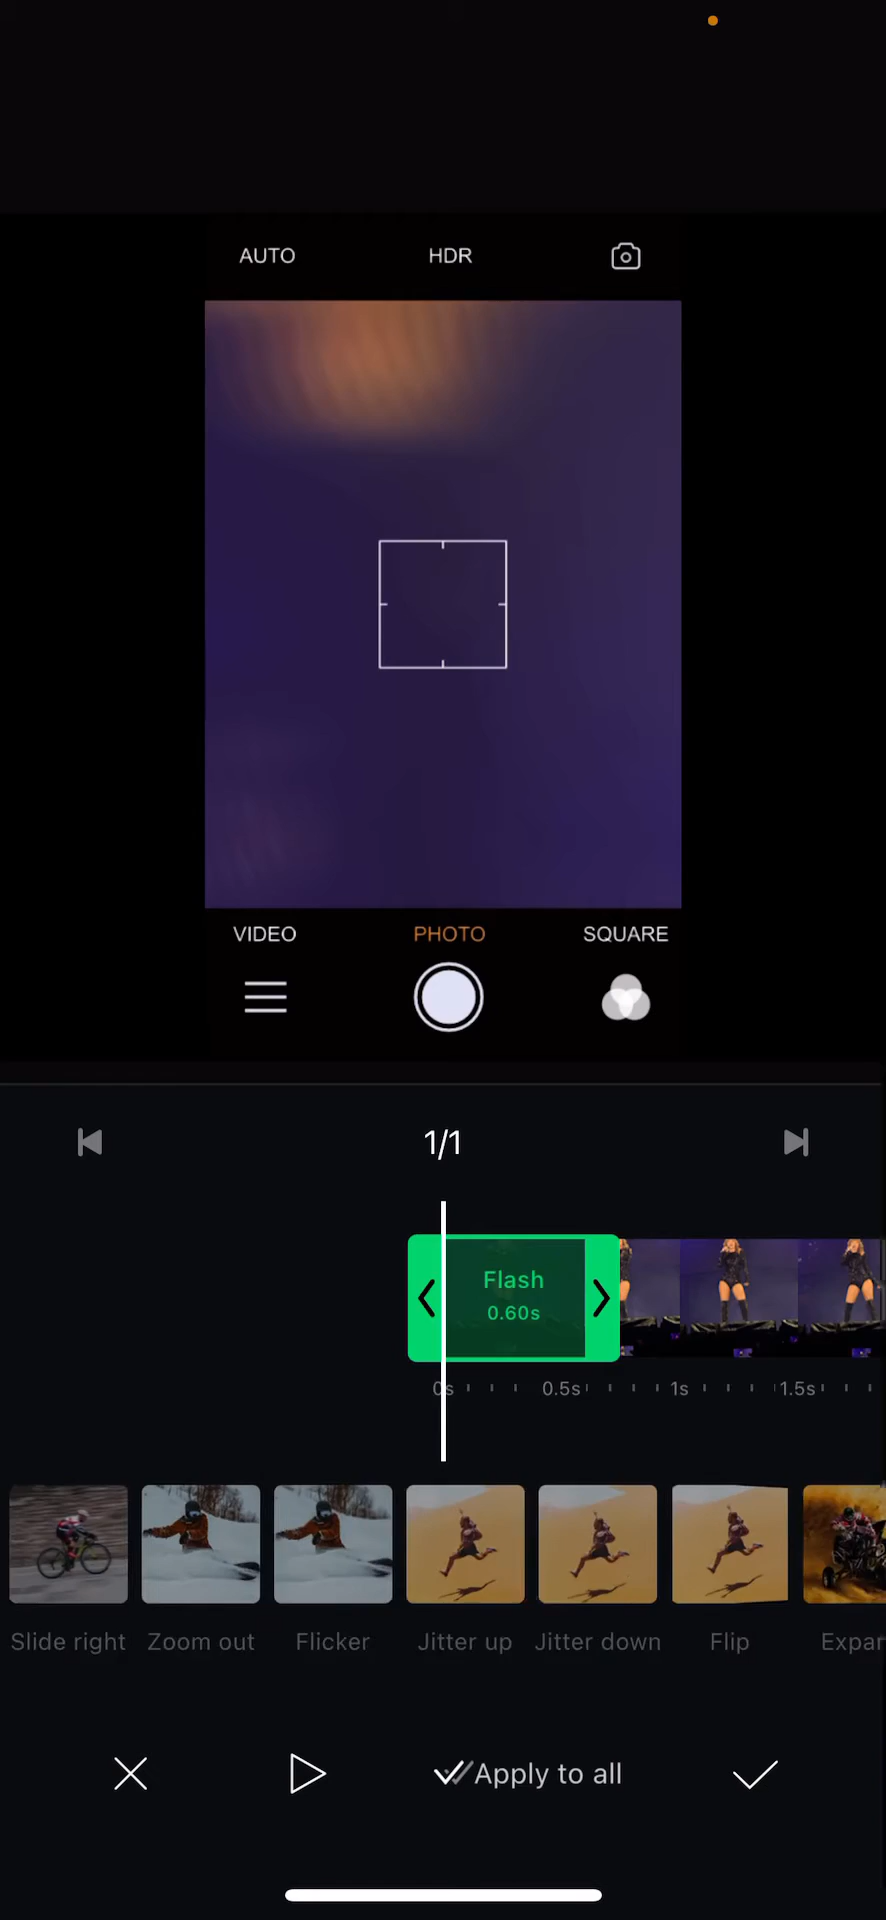 AUTO HDR
VIDEO PHOTO SQUARE
1/1
Flash
0.60s
0s 0.5s 1s 1.5s
Slide right Zoom out Flicker Jitter up Jitter down Flip Expan
Apply to all